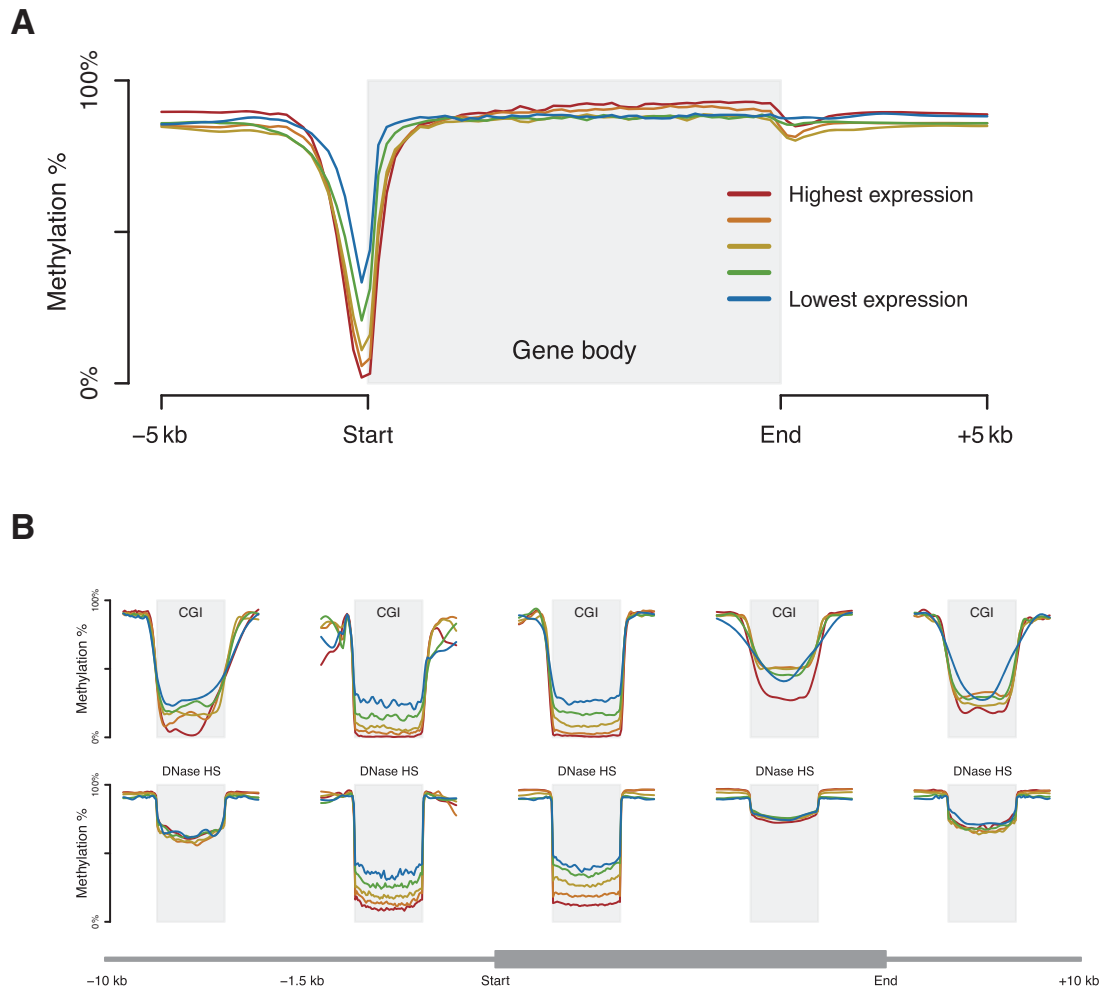 A
100%
Methylation %
0%
Highest expression
Lowest expression
Gene body
−5 kb
Start
End
+5 kb
B
100%
Methylation %
0%
CGI
CGI
CGI
CGI
CGI
DNase HS
DNase HS
DNase HS
DNase HS
DNase HS
100%
Methylation %
0%
−10 kb
−1.5 kb
Start
End
+10 kb